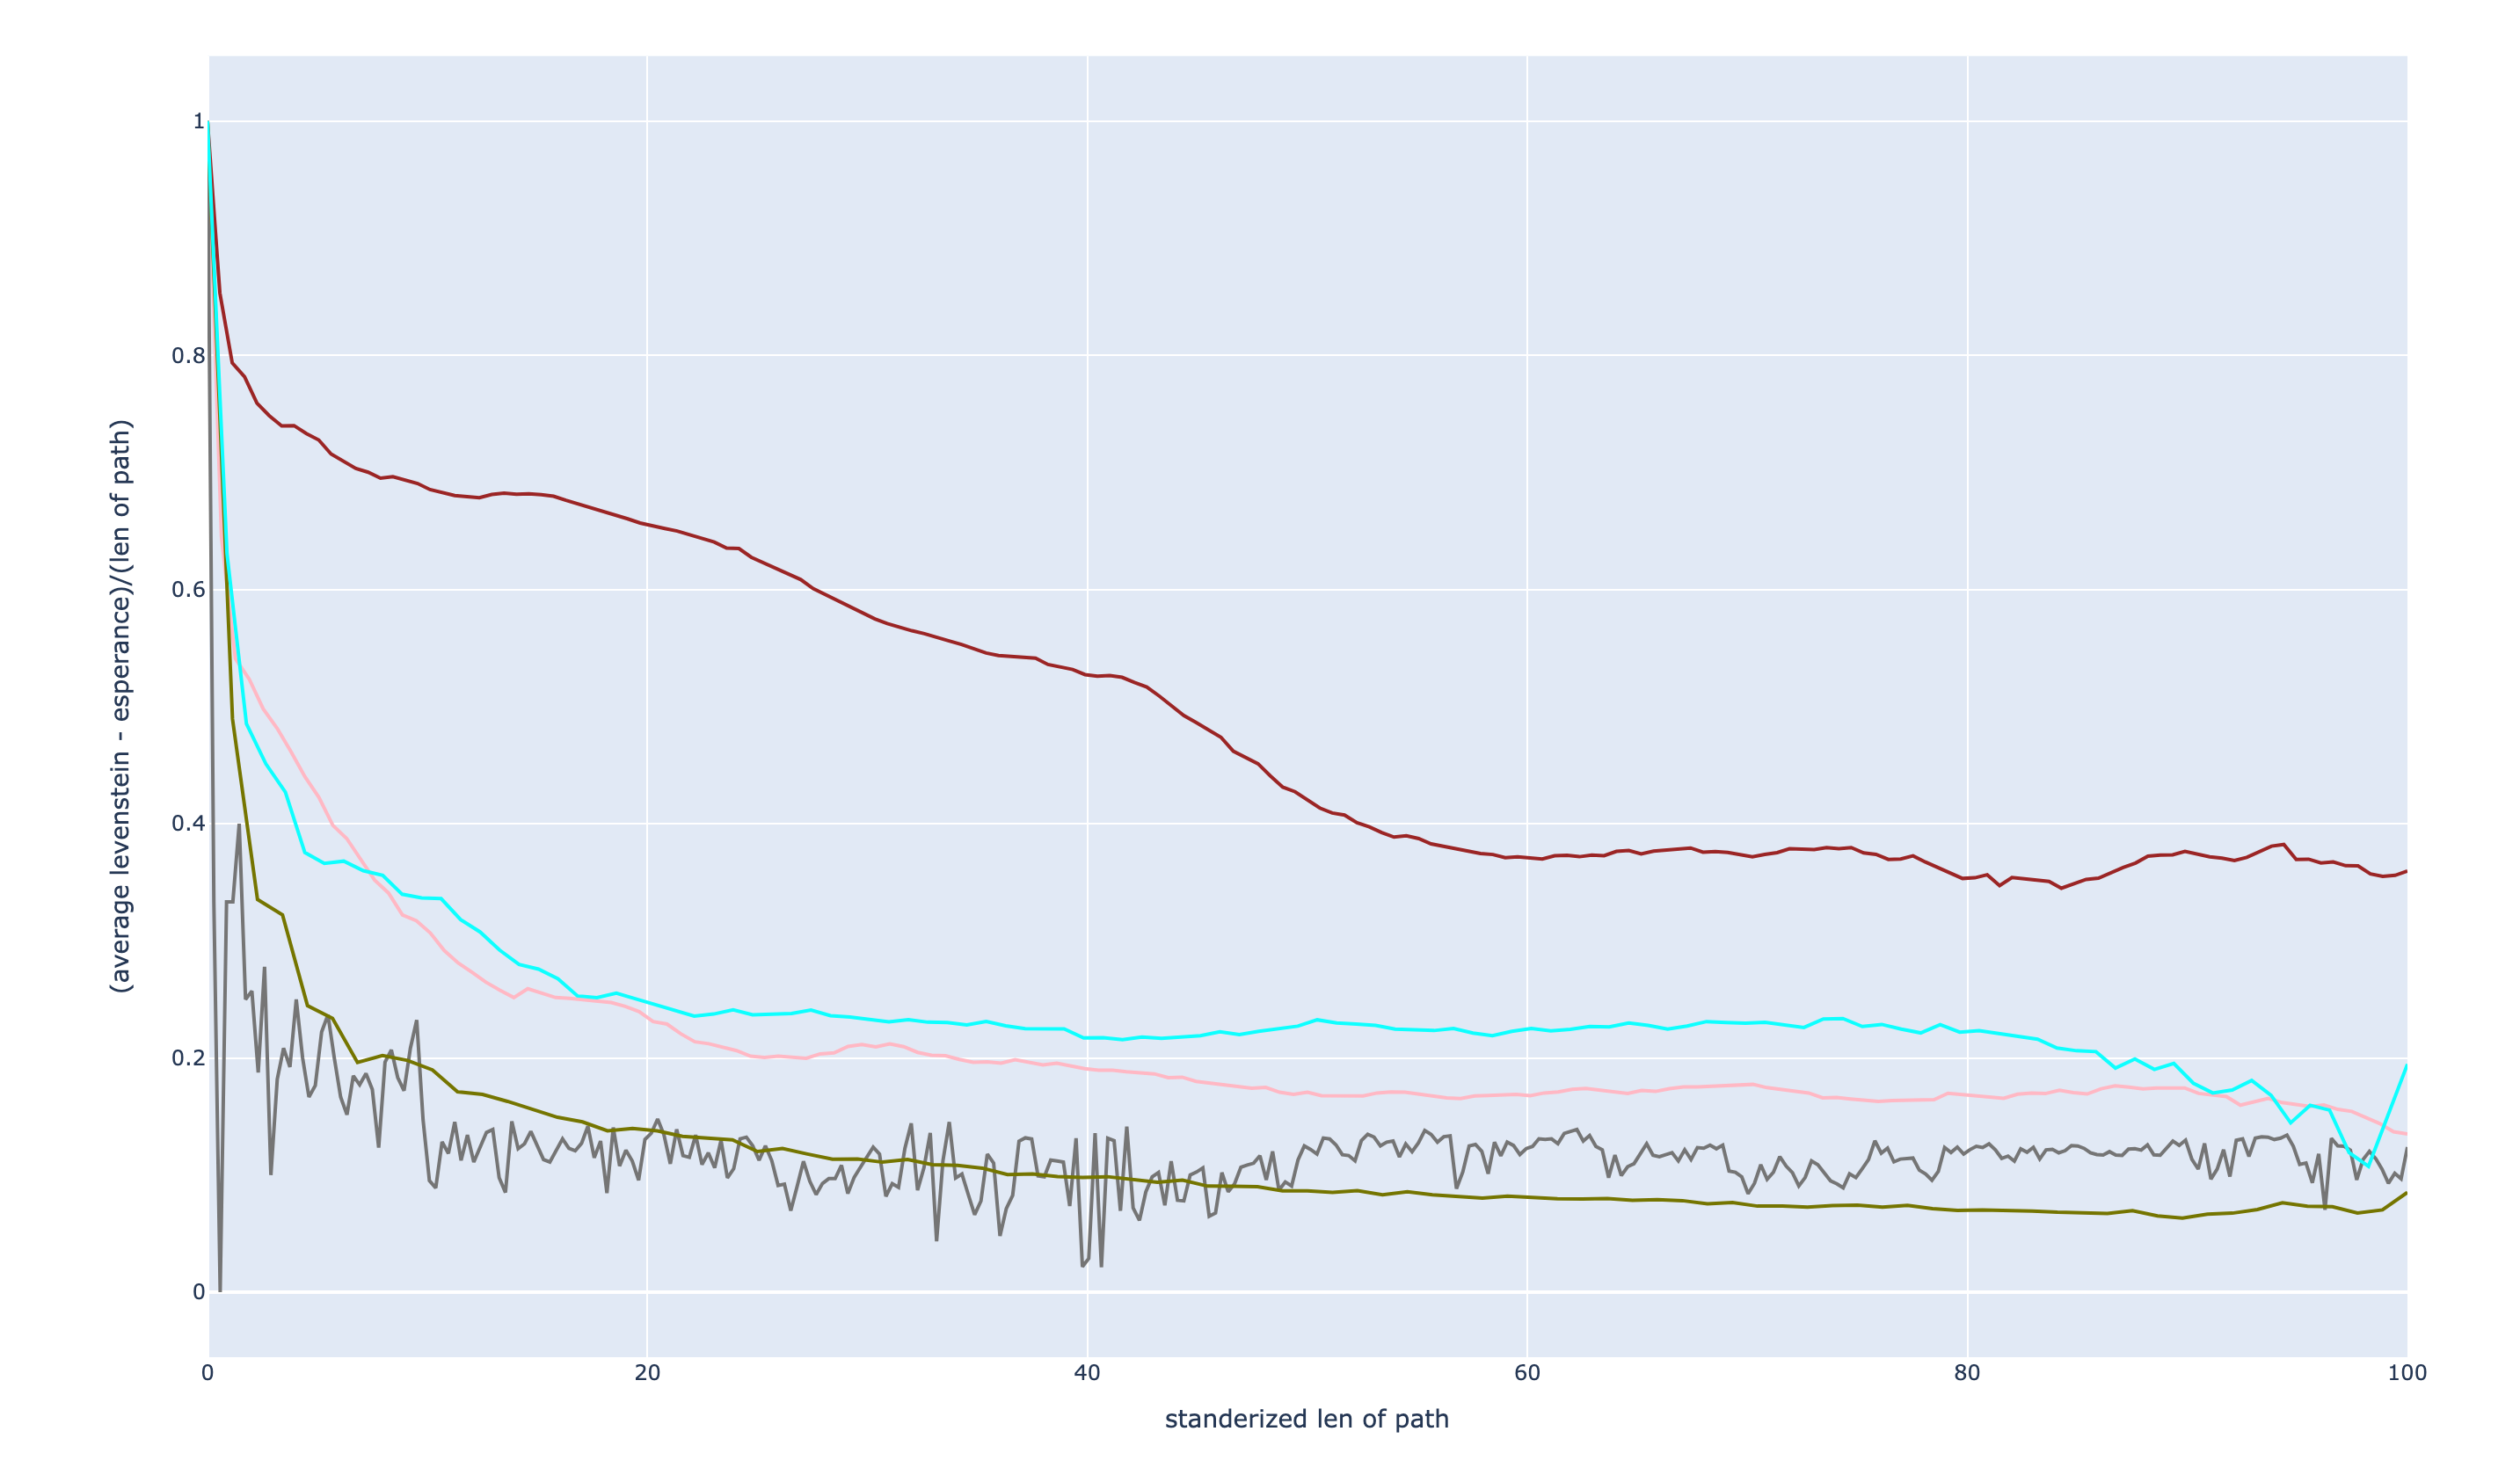 (average levenstein - esperance)/(len of path)
1
0.8
0.6
0.4
0.2
0
0 20 40 60 80 100
standerized len of path